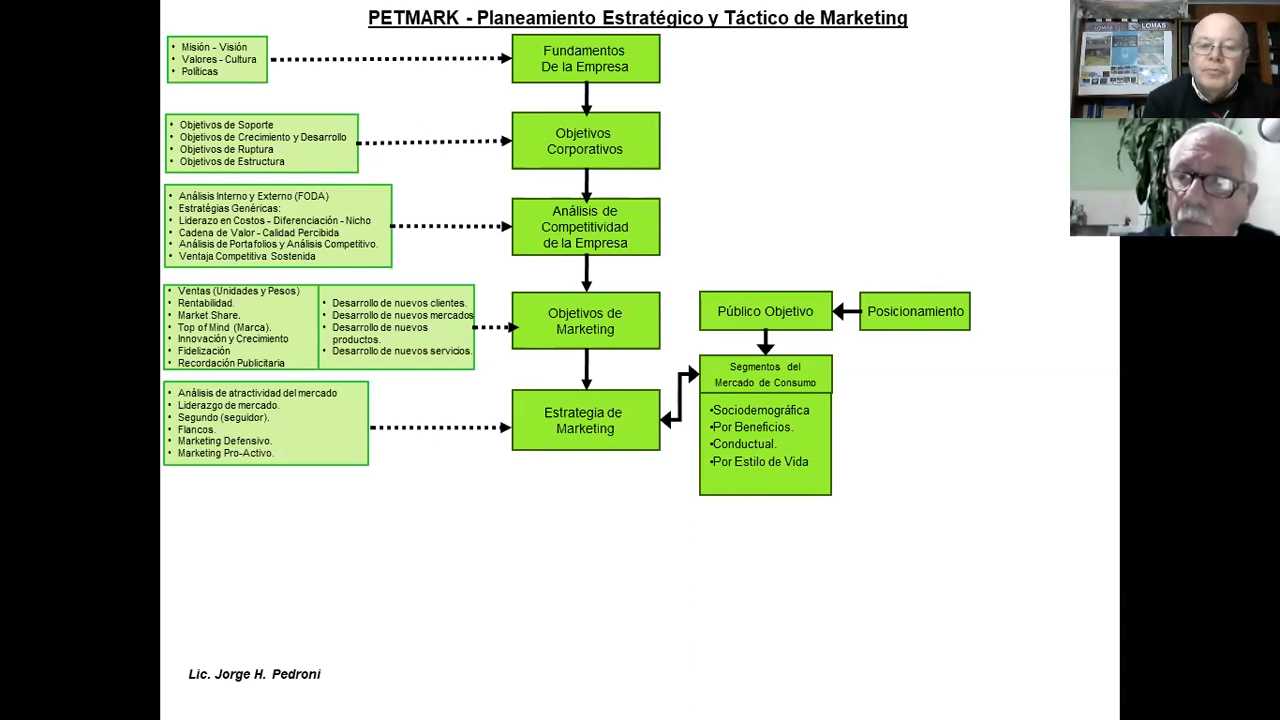 PETMARK - Planeamiento Estratégico y Táctico de Marketing
• Misión - Visión
• Valores - Cultura
• Políticas
Fundamentos
De la Empresa
• Objetivos de Soporte
• Objetivos de Crecimiento y Desarrollo
• Objetivos de Ruptura
• Objetivos de Estructura
Objetivos
Corporativos
• Análisis Interno y Externo (FODA)
• Estratégias Genéricas:
• Liderazo en Costos - Diferenciación - Nicho
• Cadena de Valor - Calidad Percibida
• Análisis de Portafolios y Análisis Competitivo.
• Ventaja Competitiva Sostenida
Análisis de
Competitividad
de la Empresa
• Ventas (Unidades y Pesos)
• Rentabilidad.
• Market Share.
• Top of Mind (Marca).
• Innovación y Crecimiento
• Fidelización
• Recordación Publicitaria
• Desarrollo de nuevos clientes.
• Desarrollo de nuevos mercados
• Desarrollo de nuevos
productos.
• Desarrollo de nuevos servicios.
Objetivos de
Marketing
Público Objetivo
Posicionamiento
Segmentos del
Mercado de Consumo
•Sociodemográfica
•Por Beneficios.
•Conductual.
•Por Estilo de Vida
• Análisis de atractividad del mercado
• Liderazgo de mercado.
• Segundo (seguidor).
• Flancos.
• Marketing Defensivo.
• Marketing Pro-Activo.
Estrategia de
Marketing
Lic. Jorge H. Pedroni
LOMAS
LOMAS